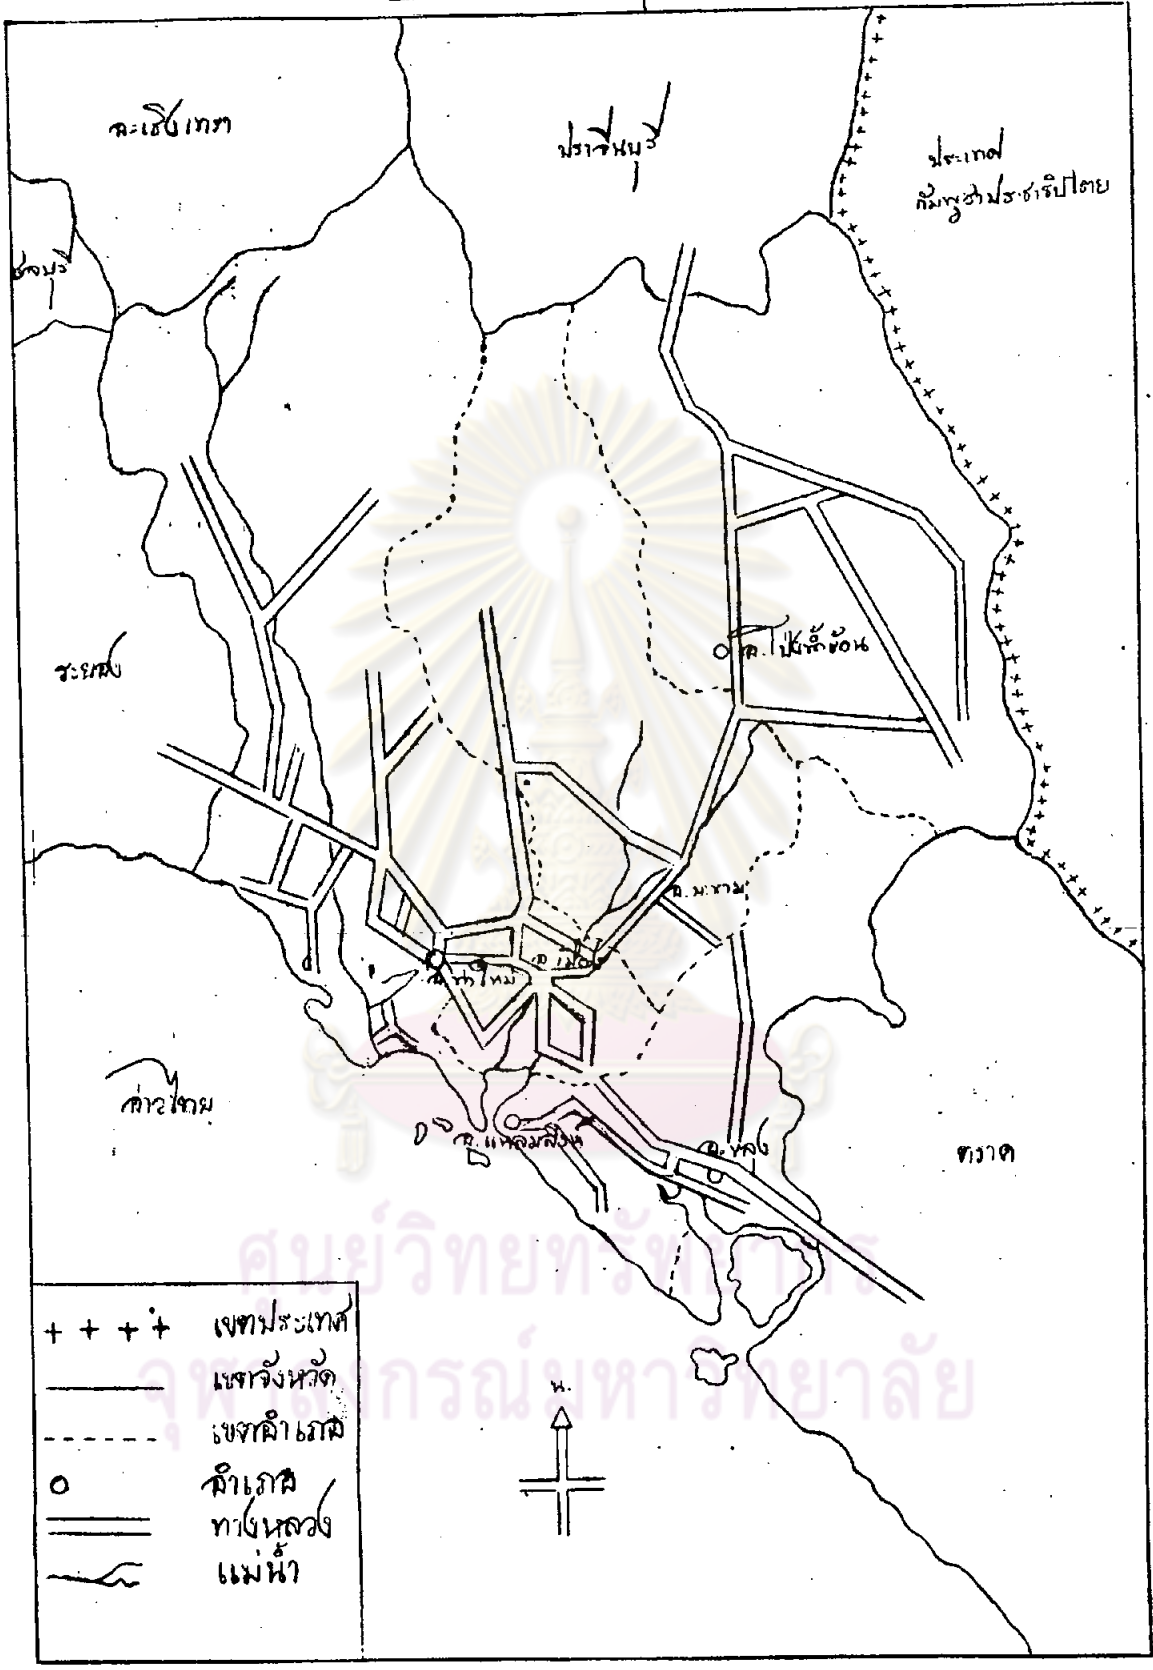 ฉะเชิงเทรา
ปราจีนบุรี
ประเทศ
กัมพูชาประชาธิปไตย
ชลบุรี
ระยอง
อ.โป่งน้ำร้อน
อ.มะขาม
อ.เมือง
อ.ท่าใหม่
อ่าวไทย
อ.แหลมสิงห์
อ.ขลุง
ตราด
ศูนย์วิทยทรัพยากร
จุฬาลงกรณ์มหาวิทยาลัย
เขตประเทศ
เขตจังหวัด
เขตอำเภอ
อำเภอ
ทางหลวง
แม่น้ำ
น.